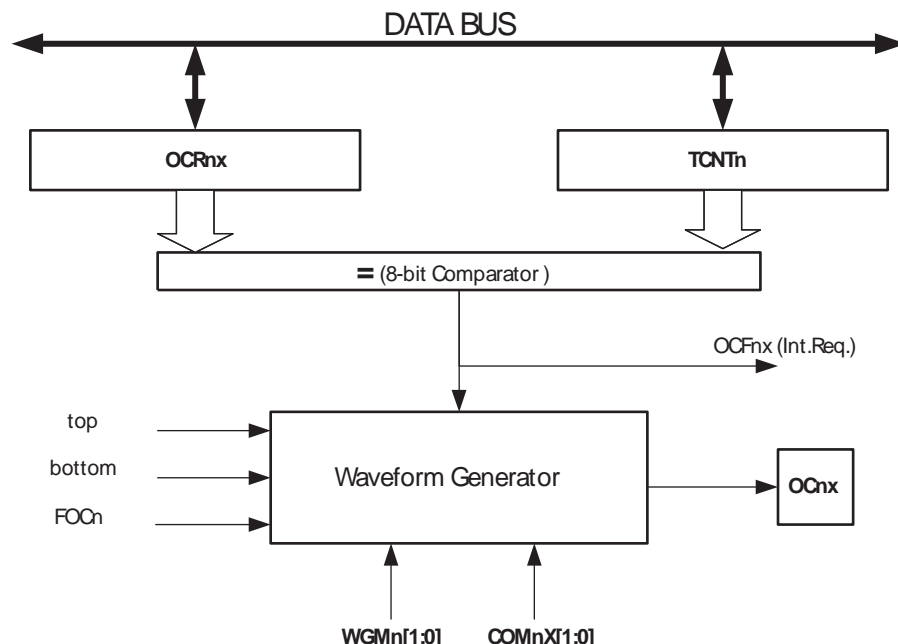 DATA BUS
OCRnx
TCNTn
= (8-bit Comparator )
OCFnx (Int.Req.)
top
bottom
FOCn
Waveform Generator
OCnx
WGMn[1:0]
COMnX[1:0]